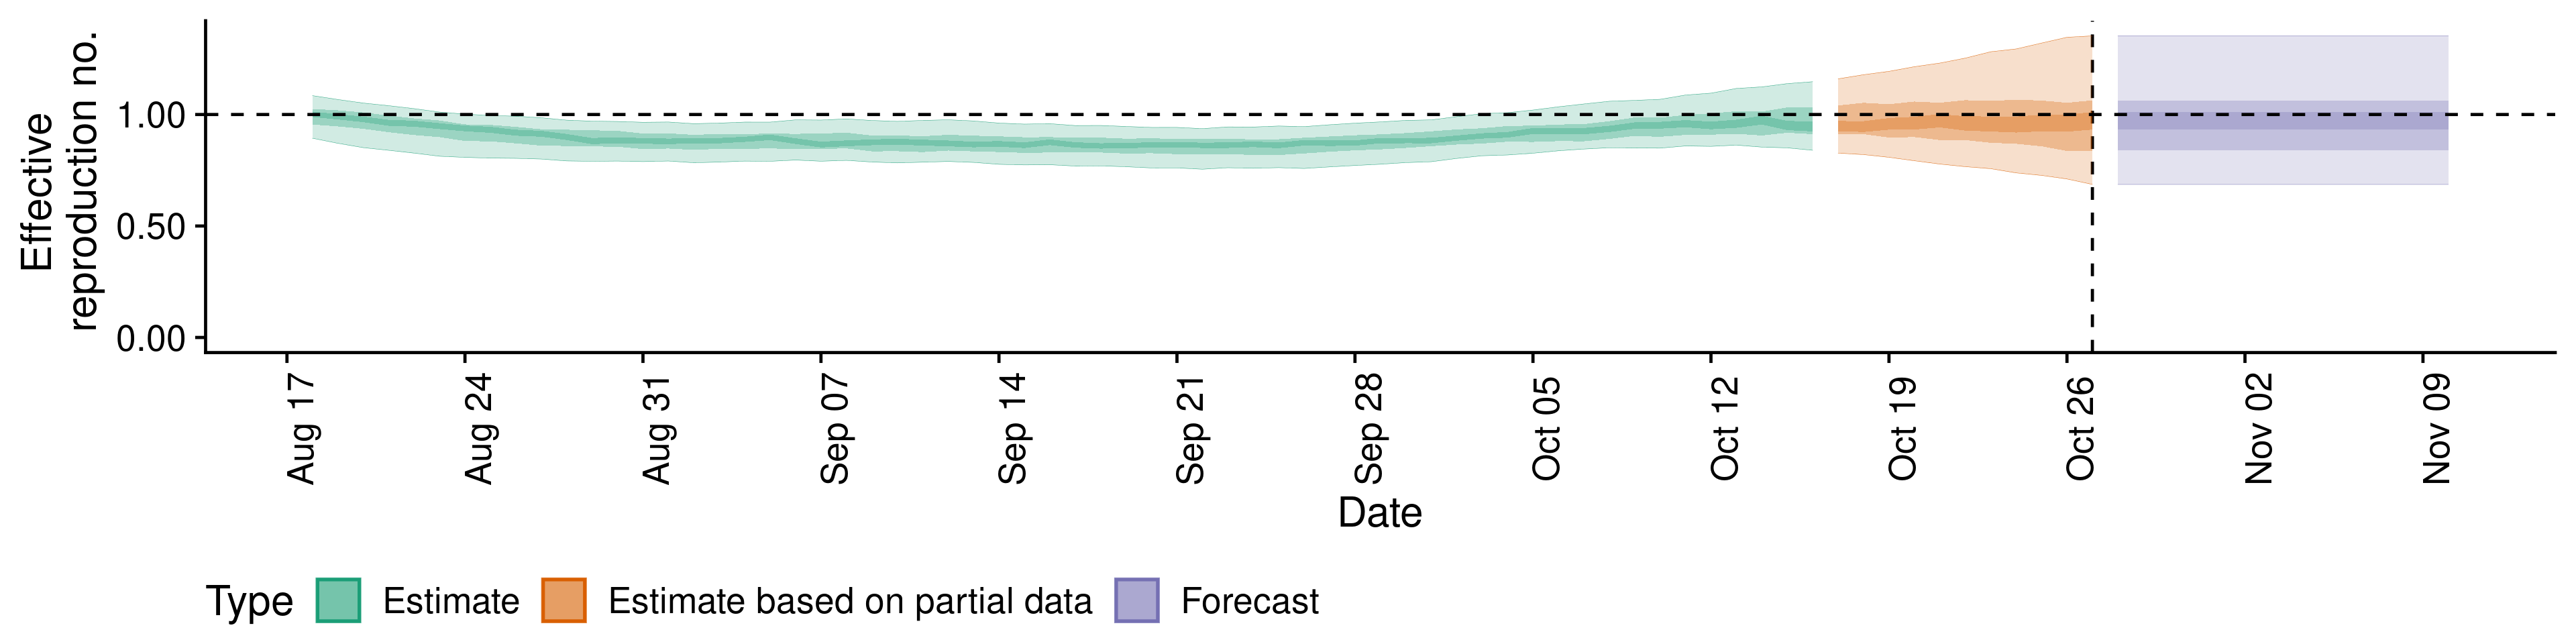 Effective
reproduction no.
1.00
0.50
0.00
Aug 17
Aug 24
Aug 31
Sep 07
Sep 14
Sep 21
Sep 28
Oct 05
Oct 12
Oct 19
Oct 26
Nov 02
Nov 09
Date
Type Estimate Estimate based on partial data Forecast